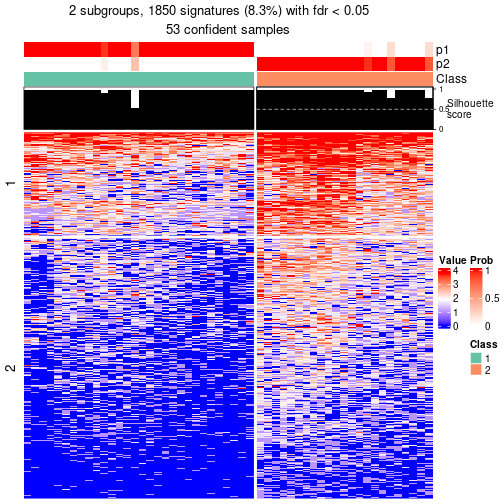 2 subgroups, 1850 signatures (8.3%) with fdr < 0.05
53 confident samples
p1
p2
Class
1
0.5
0
Silhouette
score
1
2
Value
4
3
2
1
0
Prob
1
0.5
0
Class
1
2